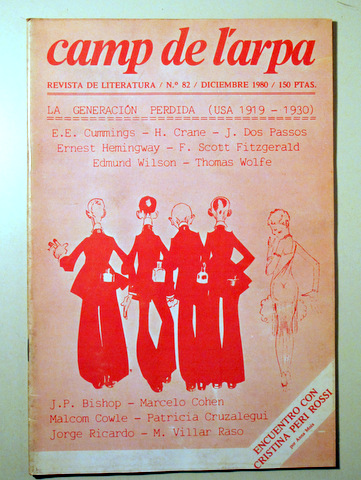 camp de l'arpa
REVISTA DE LITERATURA / N.º 82 / DICIEMBRE 1980 / 150 PTAS.
LA GENERACIÓN PERDIDA (USA 1919 - 1930)
E.E. Cummings - H. Crane - J. Dos Passos
Ernest Hemingway - F. Scott Fitzgerald
Edmund Wilson - Thomas Wolfe
J.P. Bishop - Marcelo Cohen
Malcom Cowle - Patricia Cruzalegui
Jorge Ricardo - M. Villar Raso
ENCUENTRO CON
CRISTINA PERI ROSSI
por Anna